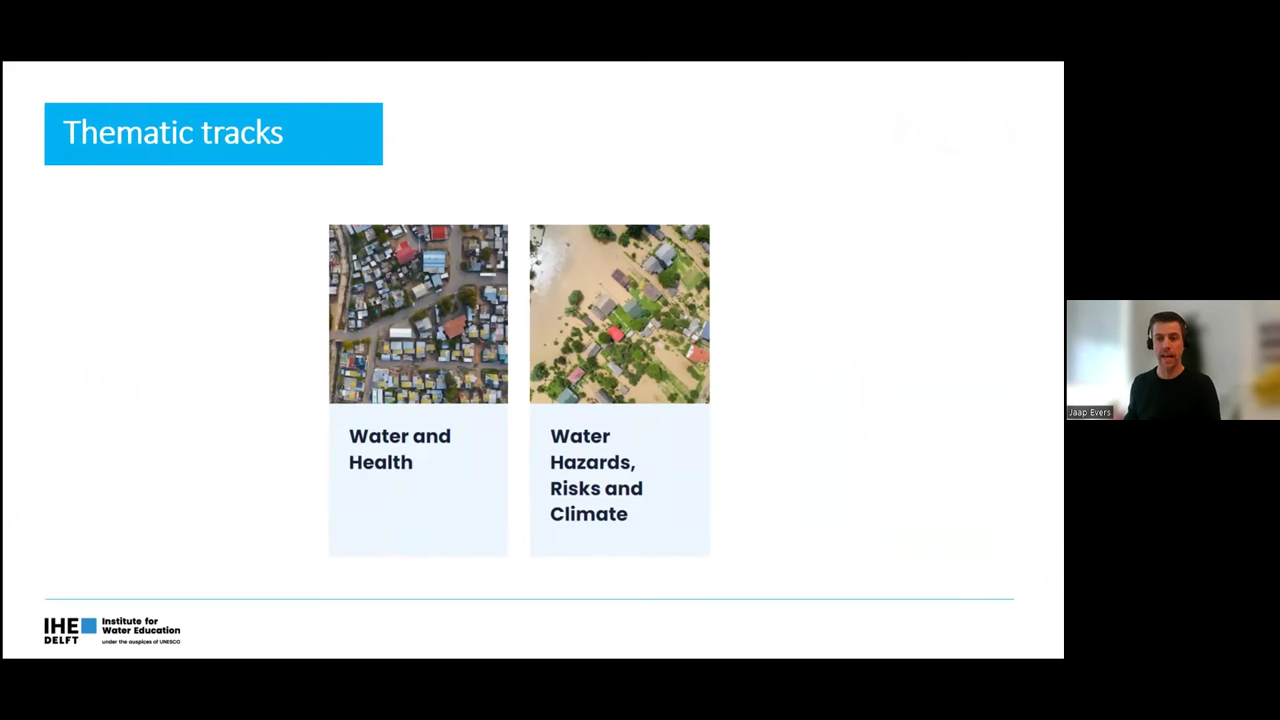 Thematic tracks
Water and
Health
Water
Hazards,
Risks and
Climate
Jaap Evers
IHE
DELFT
Institute for
Water Education
under the auspices of UNESCO